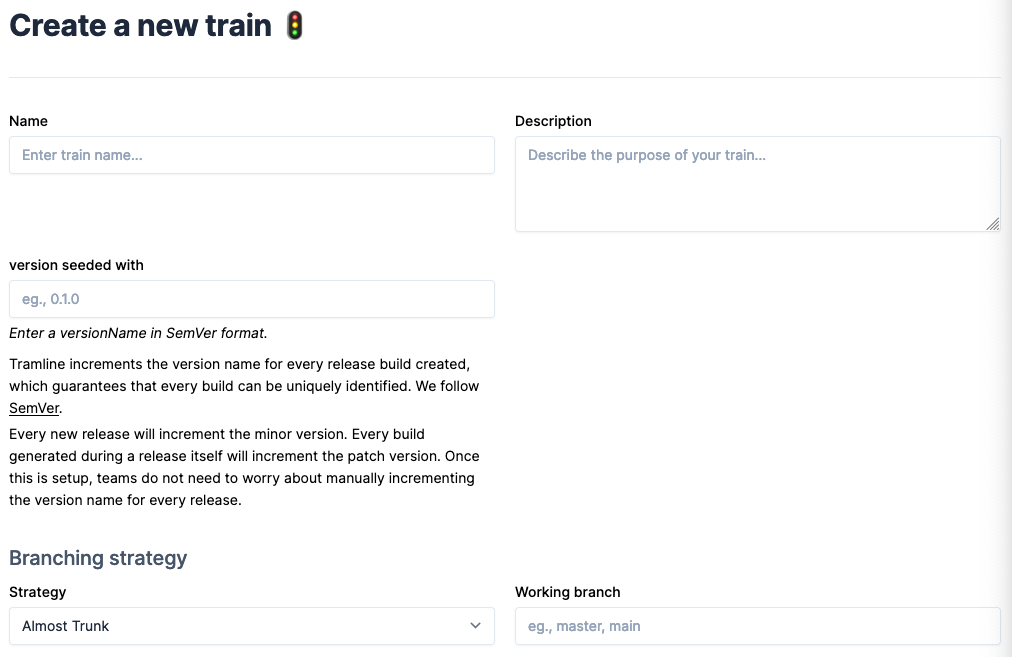 Create a new train
Name
Description
Enter train name...
Describe the purpose of your train...
version seeded with
eg., 0.1.0
Enter a versionName in SemVer format.
Tramline increments the version name for every release build created,
which guarantees that every build can be uniquely identified. We follow
SemVer.
Every new release will increment the minor version. Every build
generated during a release itself will increment the patch version. Once
this is setup, teams do not need to worry about manually incrementing
the version name for every release.
Branching strategy
Strategy
Working branch
Almost Trunk
eg., master, main